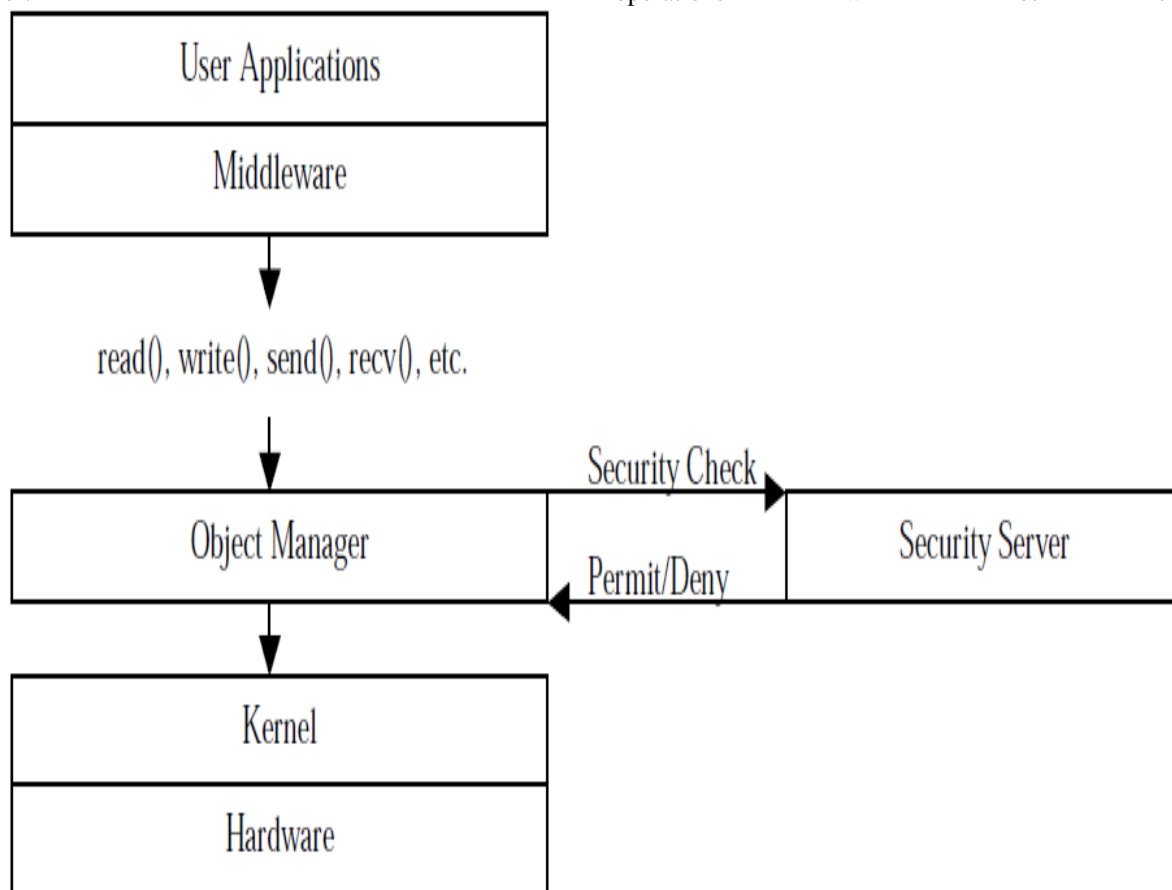 User Applications
Middleware
read(), write(), send(), recv(), etc.
Security Check
Object Manager
Security Server
Permit/Deny
Kernel
Hardware